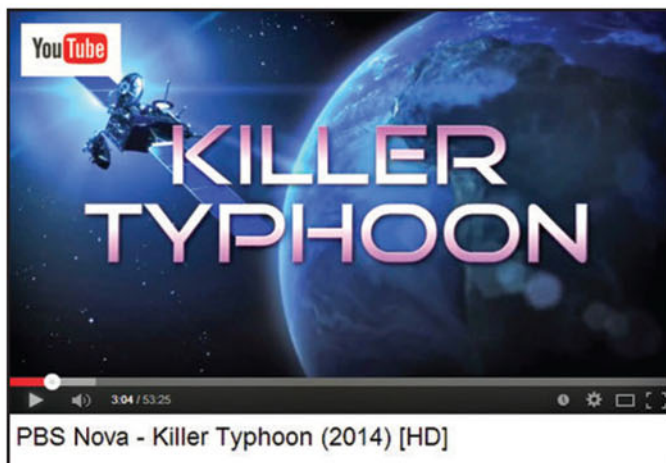 YouTube
KILLER
TYPHOON
3:04 / 53:25
PBS Nova - Killer Typhoon (2014) [HD]